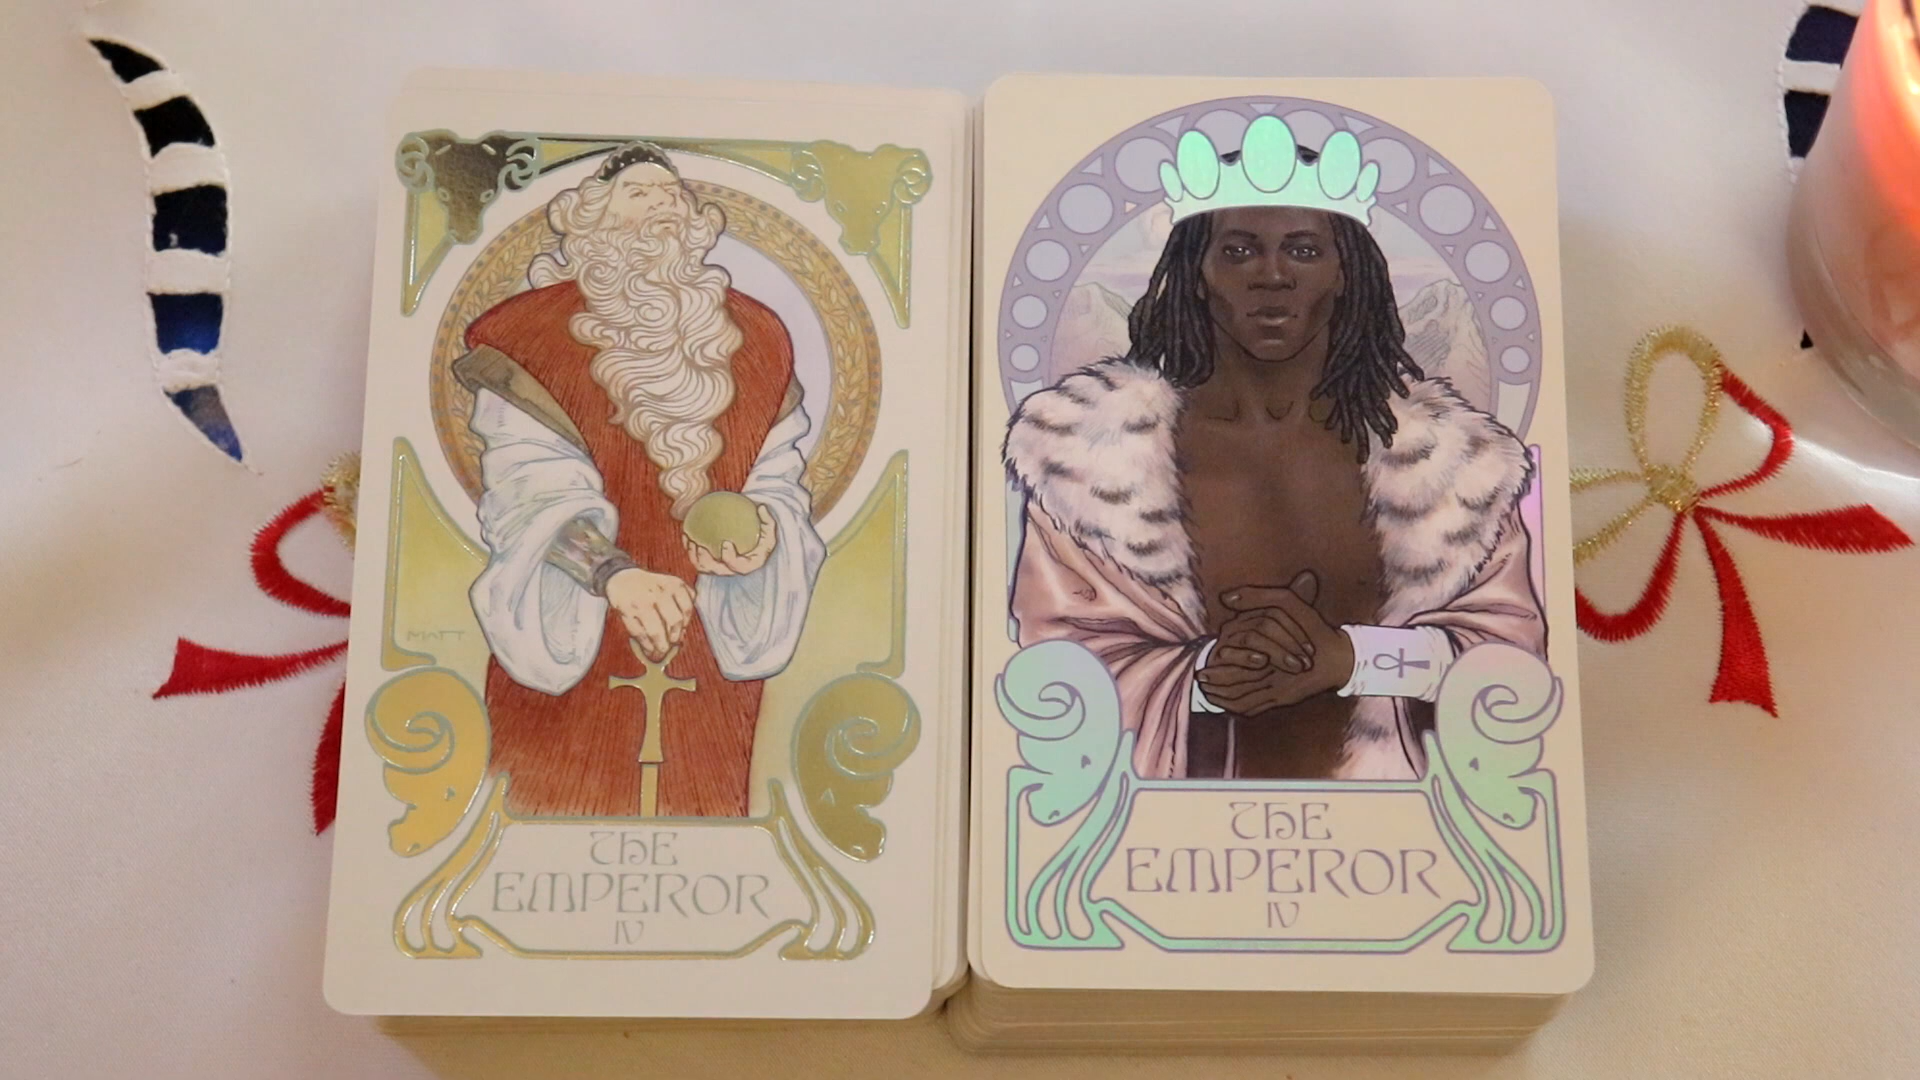 MATT
THE
EMPEROR
IV
THE
EMPEROR
IV